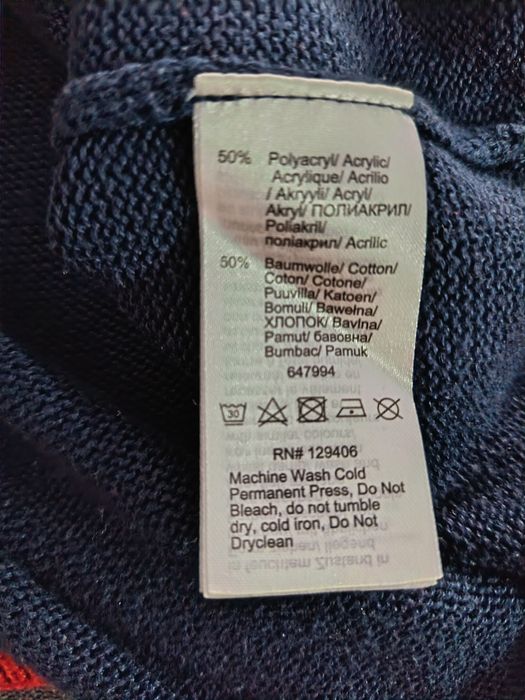 50% Polyacryl/ Acrylic/
Acrylique/ Acrilio
/ Akryyli/ Acryl/
Akryl/ ПОЛИАКРИЛ/
Poliakril/
поліакрил/ Acrilic
50% Baumwolle/ Cotton/
Coton/ Cotone/
Puuvilla/ Katoen/
Bomull/ Bawełna/
ХЛОПОК/ Bavlna/
Pamut/ бавовна/
Bumbac/ Pamuk
647994
30
RN# 129406
Machine Wash Cold
Permanent Press, Do Not
Bleach, do not tumble
dry, cold iron, Do Not
Dryclean